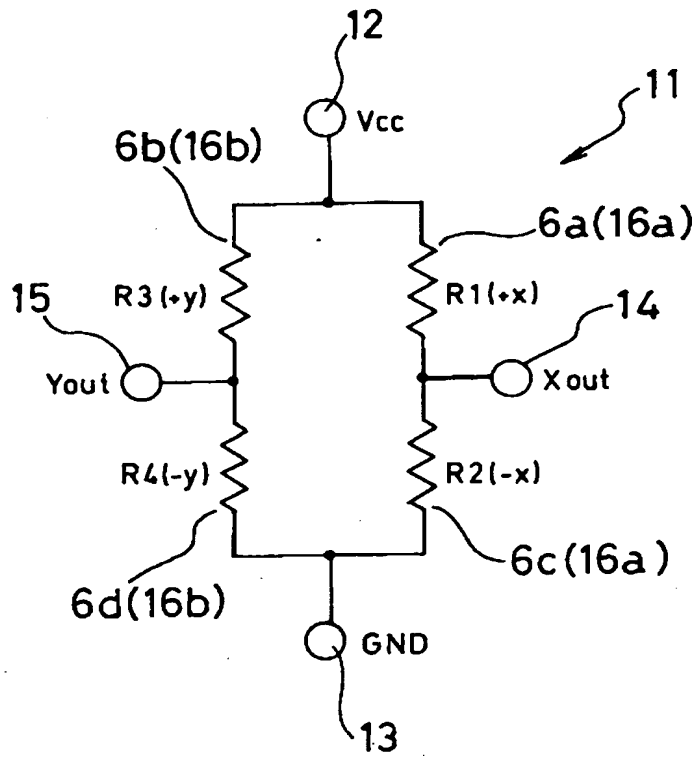 12
11
Vcc
6b(16b)
6a(16a)
R3(+y)
R1(+x)
15
14
Yout
Xout
R4(-y)
R2(-x)
6c(16a)
6d(16b)
GND
13